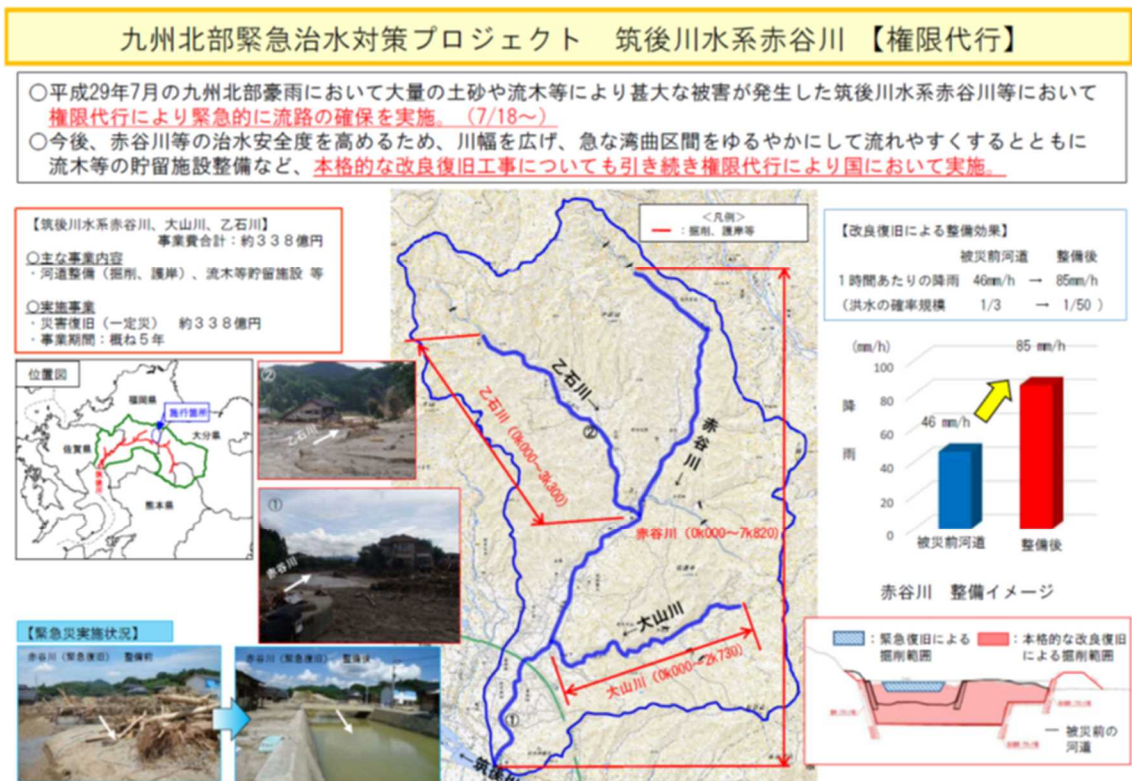 九州北部緊急治水対策プロジェクト 筑後川水系赤谷川 【権限代行】
○平成29年7月の九州北部豪雨において大量の土砂や流木等により甚大な被害が発生した筑後川水系赤谷川等において
権限代行により緊急的に流路の確保を実施。（7/18～）
○今後、赤谷川等の治水安全度を高めるため、川幅を広げ、急な湾曲区間をゆるやかにして流れやすくするとともに
流木等の貯留施設整備など、本格的な改良復旧工事についても引き続き権限代行により国において実施。
【筑後川水系赤谷川、大山川、乙石川】
事業費合計：約３３８億円
○主な事業内容
・河道整備（掘削、護岸）、流木等貯留施設 等
○実施事業
・災害復旧（一定災） 約３３８億円
・事業期間：概ね５年
位置図
福岡県
施行箇所
大分県
佐賀県
熊本県
②
乙石川
①
赤谷川
【緊急災実施状況】
赤谷川（緊急復旧） 整備前
赤谷川（緊急復旧） 整備後
＜凡例＞
：掘削、護岸等
乙石川
乙石川（0k000～3k300）
②
赤谷川
赤谷川（0k000～7k820）
大山川
大山川（0k000～2k730）
①
【改良復旧による整備効果】
被災前河道 整備後
1時間あたりの降雨 46mm/h → 85mm/h
（洪水の確率規模 1/3 → 1/50 ）
(mm/h)
85 mm/h
100
80
降
60
46 mm/h
雨
40
20
0
被災前河道 整備後
赤谷川 整備イメージ
：緊急復旧による
掘削範囲
：本格的な改良復旧
による掘削範囲
被災前の
河道